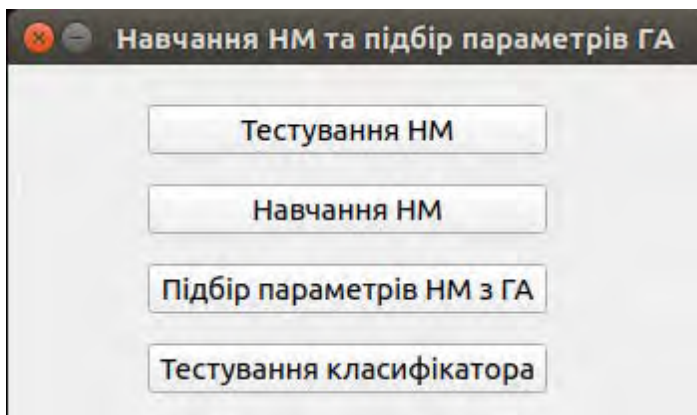 Навчання НМ та підбір параметрів ГА
Тестування НМ
Навчання НМ
Підбір параметрів НМ з ГА
Тестування класифікатора